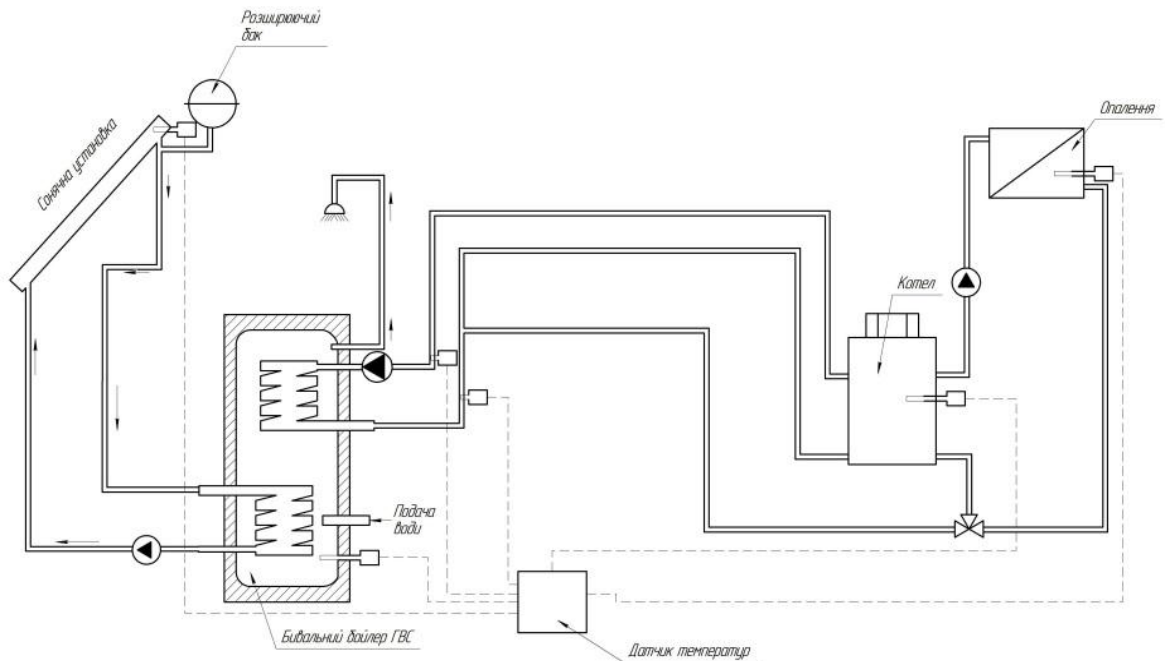 Розширюючий
бак
Сонячна установка
Опалення
Котел
Подача
води
Бивальний бойлер ГВС
Датчик температур